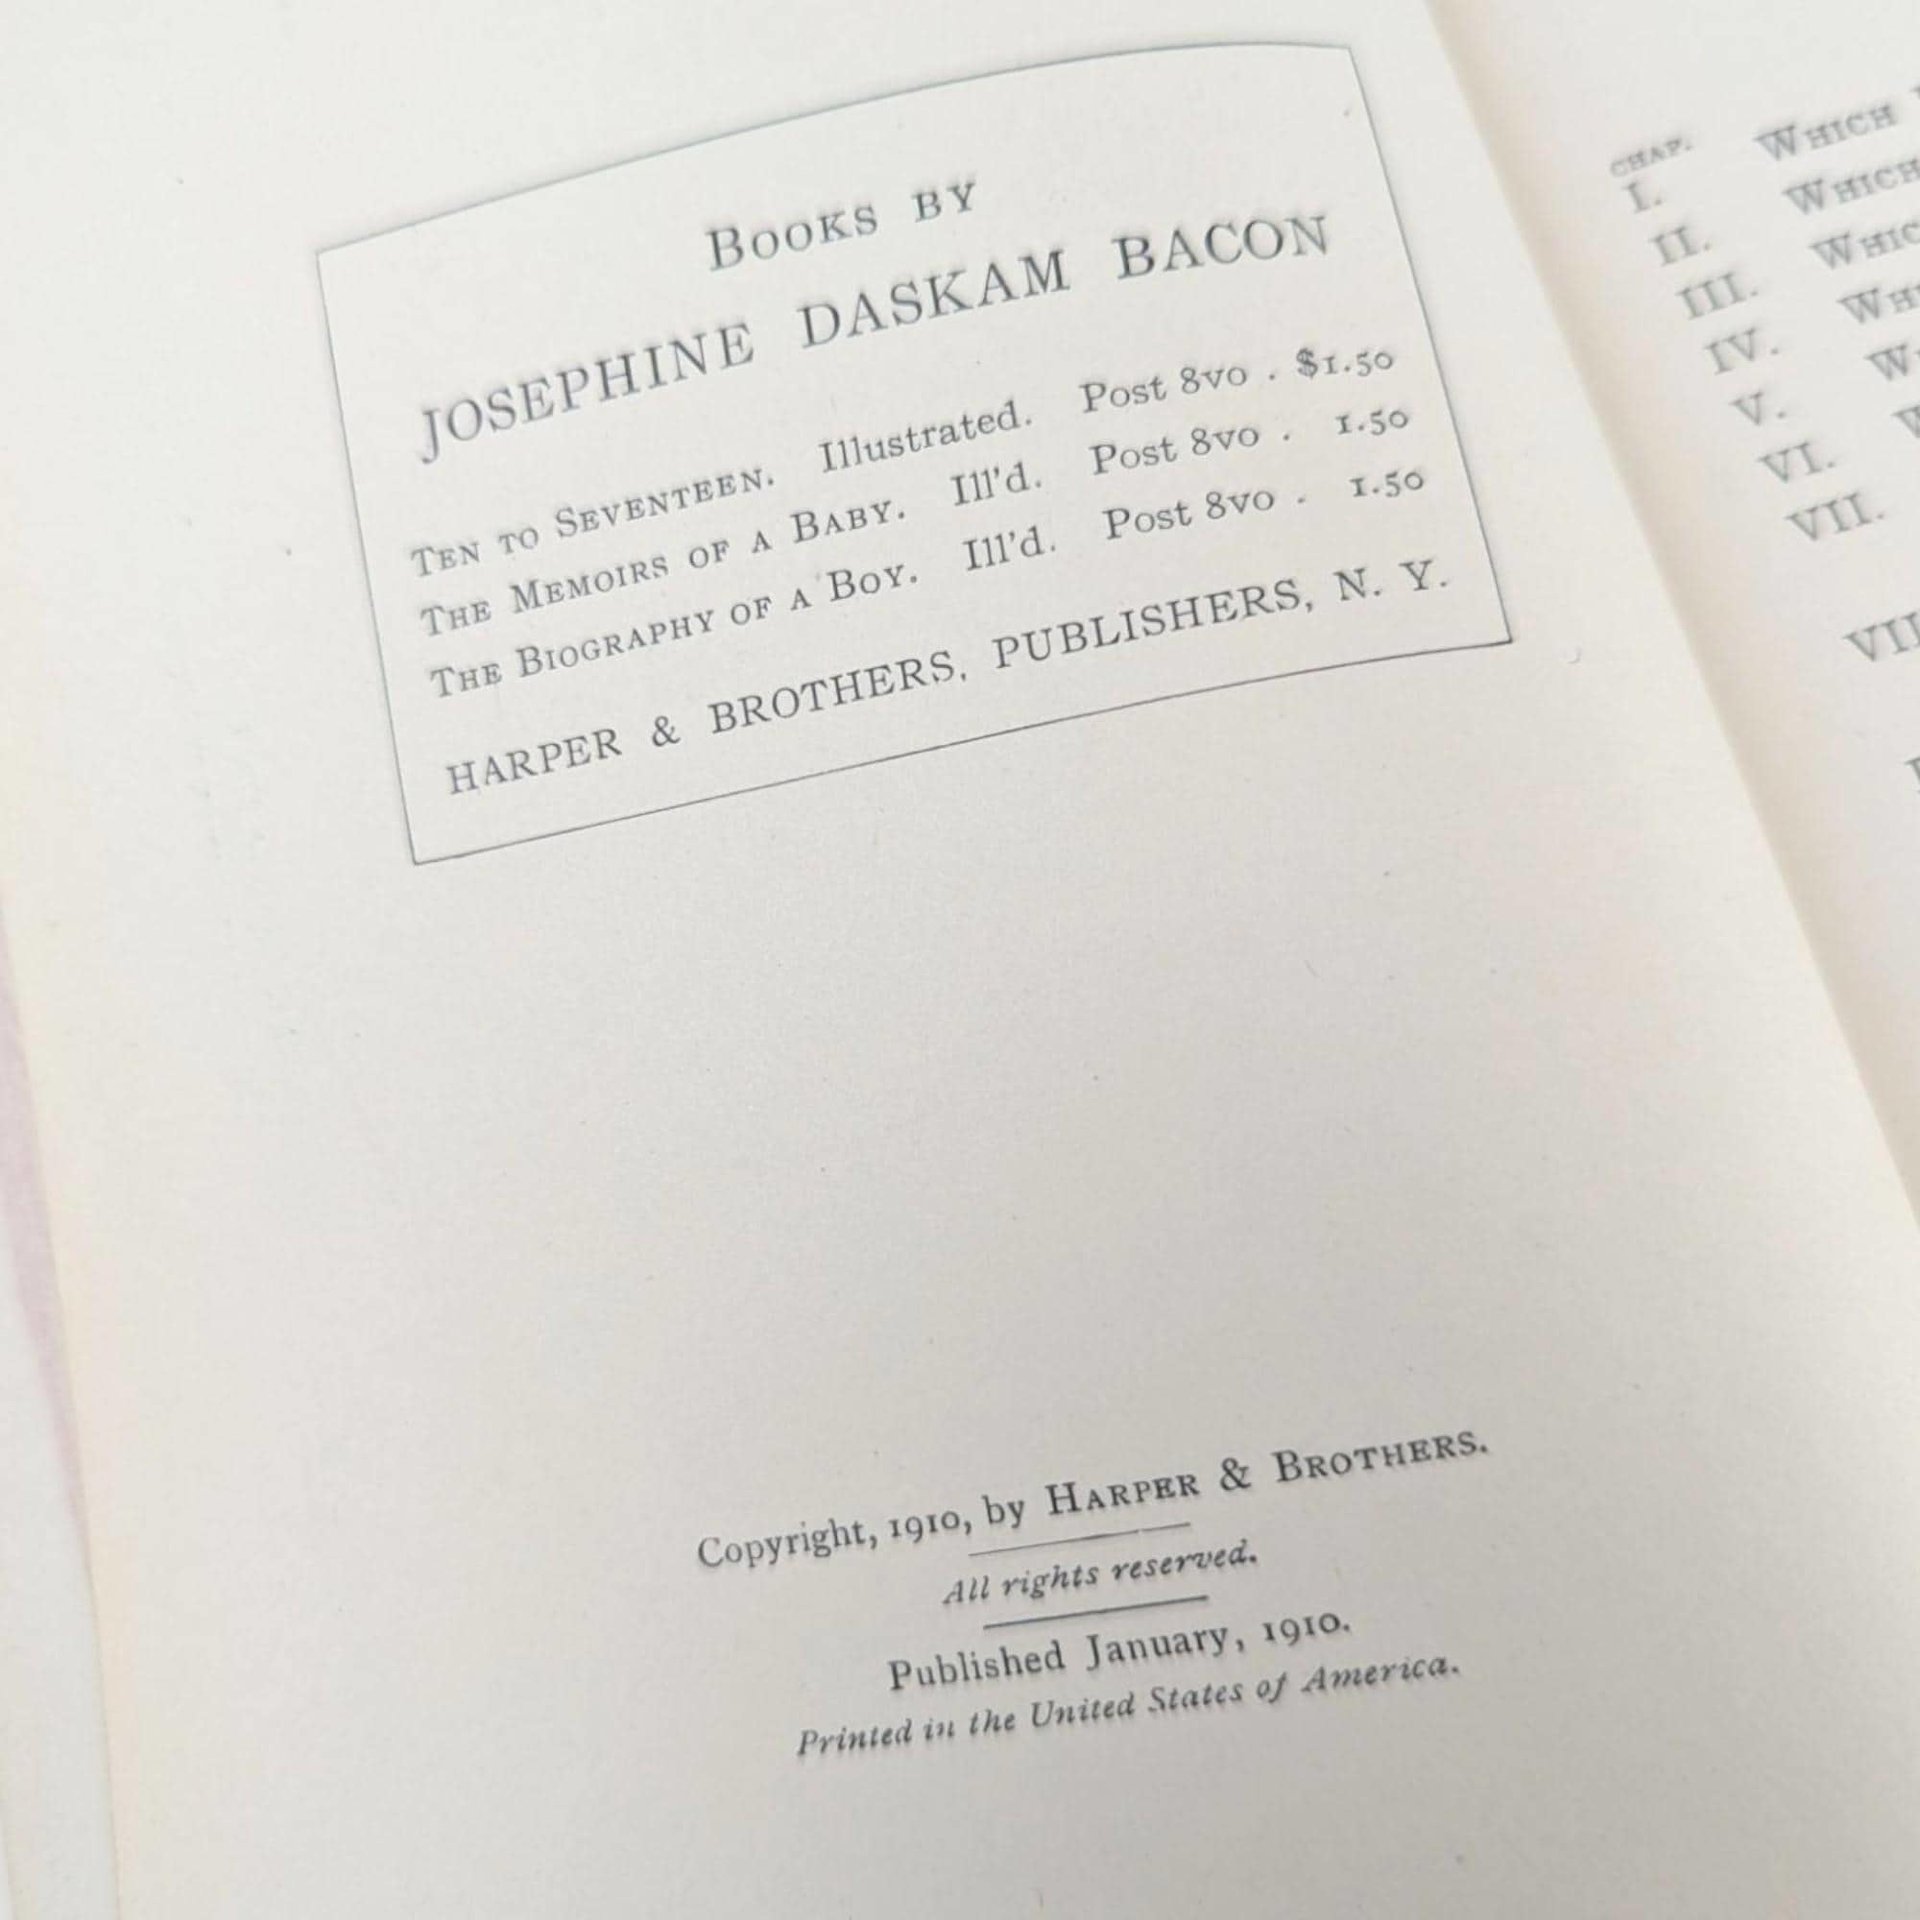 Books by
JOSEPHINE DASKAM BACON
Ten to Seventeen. Illustrated. Post 8vo . $1.50
The Memoirs of a Baby. Ill'd. Post 8vo . 1.50
The Biography of a Boy. Ill'd. Post 8vo . 1.50
HARPER & BROTHERS, PUBLISHERS, N. Y.
Copyright, 1910, by Harper & Brothers.
All rights reserved.
Published January, 1910.
Printed in the United States of America.
CHAP.
I. Which
II. Which
III.
IV.
V.
VI.
VII.